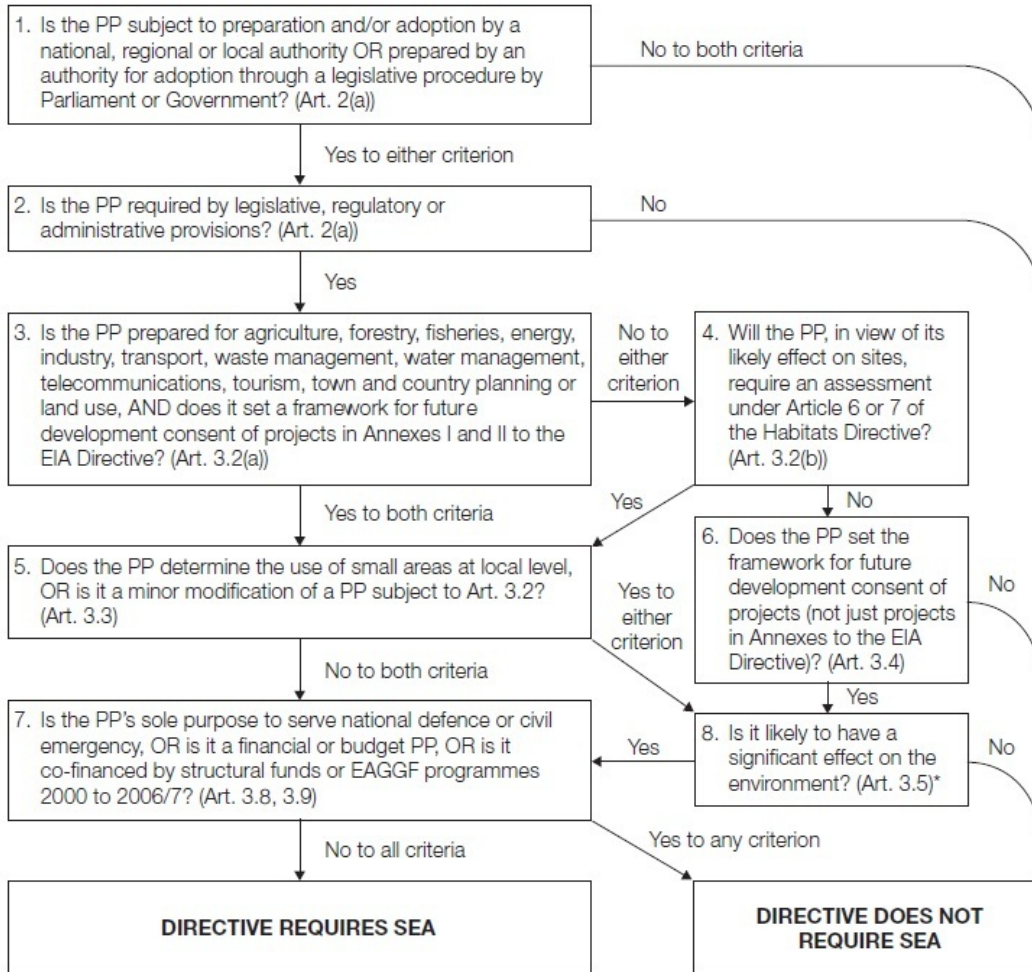 1. Is the PP subject to preparation and/or adoption by a
national, regional or local authority OR prepared by an
authority for adoption through a legislative procedure by
Parliament or Government? (Art. 2(a))
No to both criteria
Yes to either criterion
2. Is the PP required by legislative, regulatory or
administrative provisions? (Art. 2(a))
No
Yes
3. Is the PP prepared for agriculture, forestry, fisheries, energy,
industry, transport, waste management, water management,
telecommunications, tourism, town and country planning or
land use, AND does it set a framework for future
development consent of projects in Annexes I and II to the
EIA Directive? (Art. 3.2(a))
No to
either
criterion
4. Will the PP, in view of its
likely effect on sites,
require an assessment
under Article 6 or 7 of
the Habitats Directive?
(Art. 3.2(b))
Yes to both criteria
Yes
No
5. Does the PP determine the use of small areas at local level,
OR is it a minor modification of a PP subject to Art. 3.2?
(Art. 3.3)
Yes to
either
criterion
6. Does the PP set the
framework for future
development consent of
projects (not just projects
in Annexes to the EIA
Directive)? (Art. 3.4)
No
No to both criteria
Yes
7. Is the PP's sole purpose to serve national defence or civil
emergency, OR is it a financial or budget PP, OR is it
co-financed by structural funds or EAGGF programmes
2000 to 2006/7? (Art. 3.8, 3.9)
Yes
8. Is it likely to have a
significant effect on the
environment? (Art. 3.5)*
No
No to all criteria
Yes to any criterion
DIRECTIVE REQUIRES SEA
DIRECTIVE DOES NOT
REQUIRE SEA